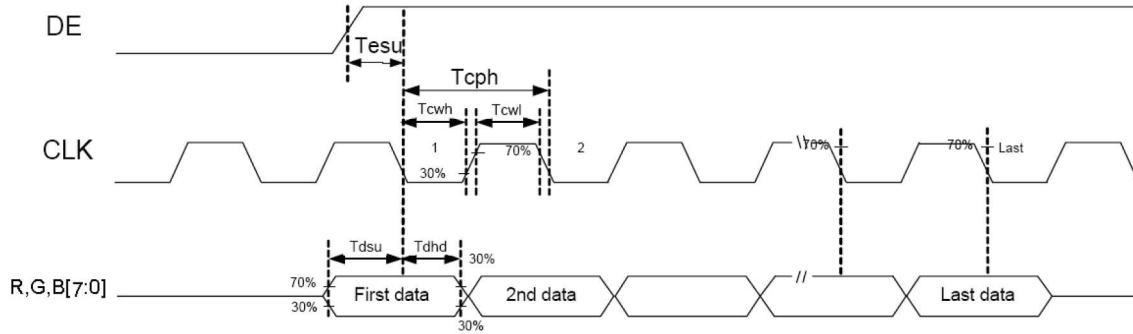 DE
Tesu
Tcph
Tcwh
Tcwl
CLK
1
70%
30%
2
\\
70%
70%
Last
Tdsu
Tdhd
30%
R,G,B[7:0]
70%
30%
First data
30%
2nd data
//
Last data